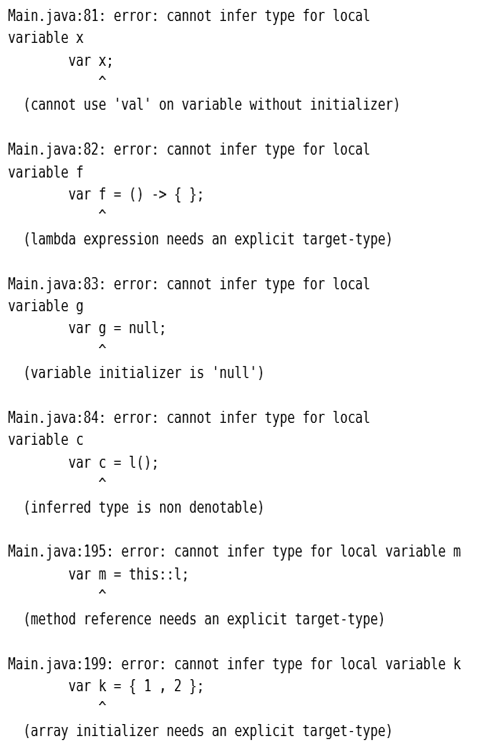 Main.java:81: error: cannot infer type for local
variable x
        var x;
            ^
  (cannot use 'val' on variable without initializer)

Main.java:82: error: cannot infer type for local
variable f
        var f = () -> { };
            ^
  (lambda expression needs an explicit target-type)

Main.java:83: error: cannot infer type for local
variable g
        var g = null;
            ^
  (variable initializer is 'null')

Main.java:84: error: cannot infer type for local
variable c
        var c = l();
            ^
  (inferred type is non denotable)

Main.java:195: error: cannot infer type for local variable m
        var m = this::l;
            ^
  (method reference needs an explicit target-type)

Main.java:199: error: cannot infer type for local variable k
        var k = { 1 , 2 };
            ^
  (array initializer needs an explicit target-type)